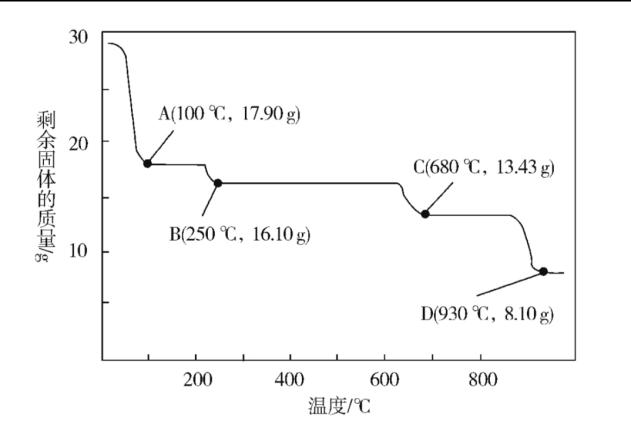 30
20
10
剩余固体的质量/g
A(100 ℃, 17.90 g)
C(680 ℃, 13.43 g)
B(250 ℃, 16.10 g)
D(930 ℃, 8.10 g)
200 400 600 800
温度/℃